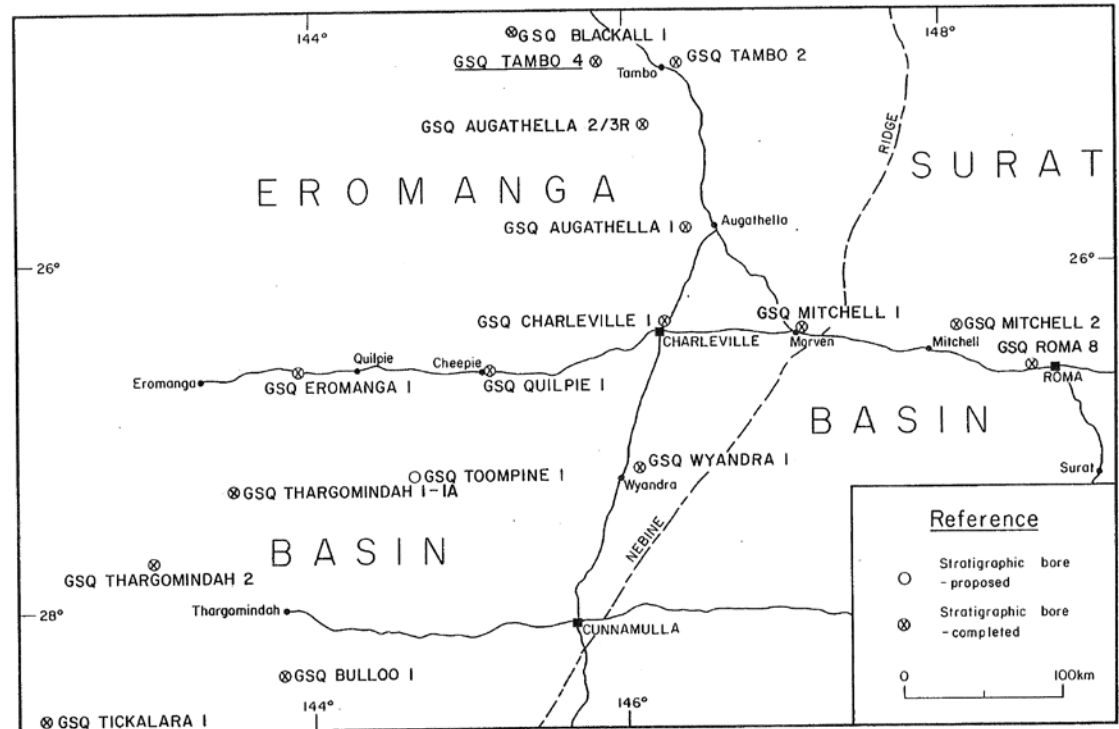 144°
148°
GSQ BLACKALL 1
GSQ TAMBO 4
Tambo
GSQ TAMBO 2
GSQ AUGATHELLA 2/3R
RIDGE
EROMANGA
SURAT
GSQ AUGATHELLA 1
Augathella
26°
26°
GSQ CHARLEVILLE 1
GSQ MITCHELL 1
GSQ MITCHELL 2
CHARLEVILLE
Morven
Mitchell
GSQ ROMA 8
ROMA
Quilpie
Cheepie
Eromanga
GSQ EROMANGA 1
GSQ QUILPIE 1
BASIN
GSQ WYANDRA 1
Surat
GSQ TOOMPINE 1
Wyandra
GSQ THARGOMINDAH 1-1A
BASIN
NEBINE
GSQ THARGOMINDAH 2
28°
Thargomindah
CUNNAMULLA
GSQ BULLOO 1
GSQ TICKALARA 1
144°
146°
Reference
Stratigraphic bore
- proposed
Stratigraphic bore
- completed
0 100km